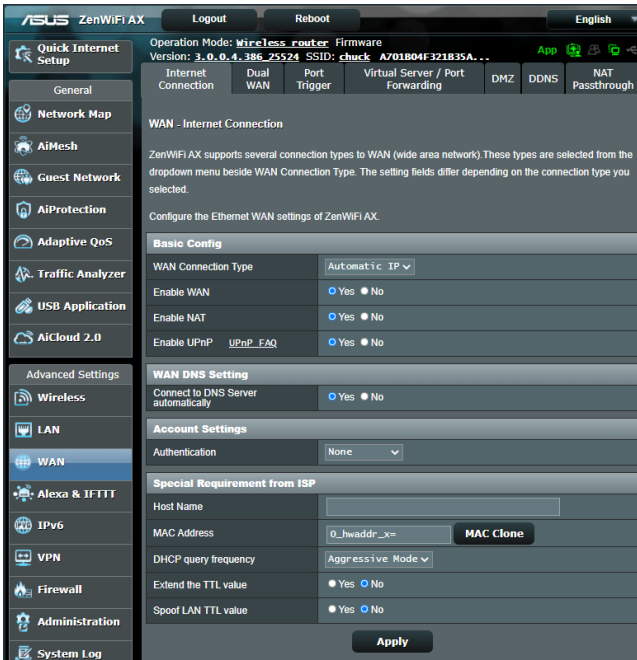 ASUS ZenWiFi AX Logout Reboot English
Quick Internet Setup
Operation Mode: Wireless router Firmware
Version: 3.0.0.4.386_25524 SSID: chuck A701B04F321B35A...
App
Internet Connection
Dual WAN
Port Trigger
Virtual Server / Port Forwarding
DMZ
DDNS
NAT Passthrough
General
Network Map
AiMesh
Guest Network
AiProtection
Adaptive QoS
Traffic Analyzer
USB Application
AiCloud 2.0
Advanced Settings
Wireless
LAN
WAN
Alexa & IFTTT
IPv6
VPN
Firewall
Administration
System Log
WAN - Internet Connection
ZenWiFi AX supports several connection types to WAN (wide area network).These types are selected from the
dropdown menu beside WAN Connection Type. The setting fields differ depending on the connection type you
selected.
Configure the Ethernet WAN settings of ZenWiFi AX.
Basic Config
WAN Connection Type Automatic IP
Enable WAN Yes No
Enable NAT Yes No
Enable UPnP UPnP FAQ Yes No
WAN DNS Setting
Connect to DNS Server
automatically Yes No
Account Settings
Authentication None
Special Requirement from ISP
Host Name
MAC Address 0_hwaddr_x= MAC Clone
DHCP query frequency Aggressive Mode
Extend the TTL value Yes No
Spoof LAN TTL value Yes No
Apply